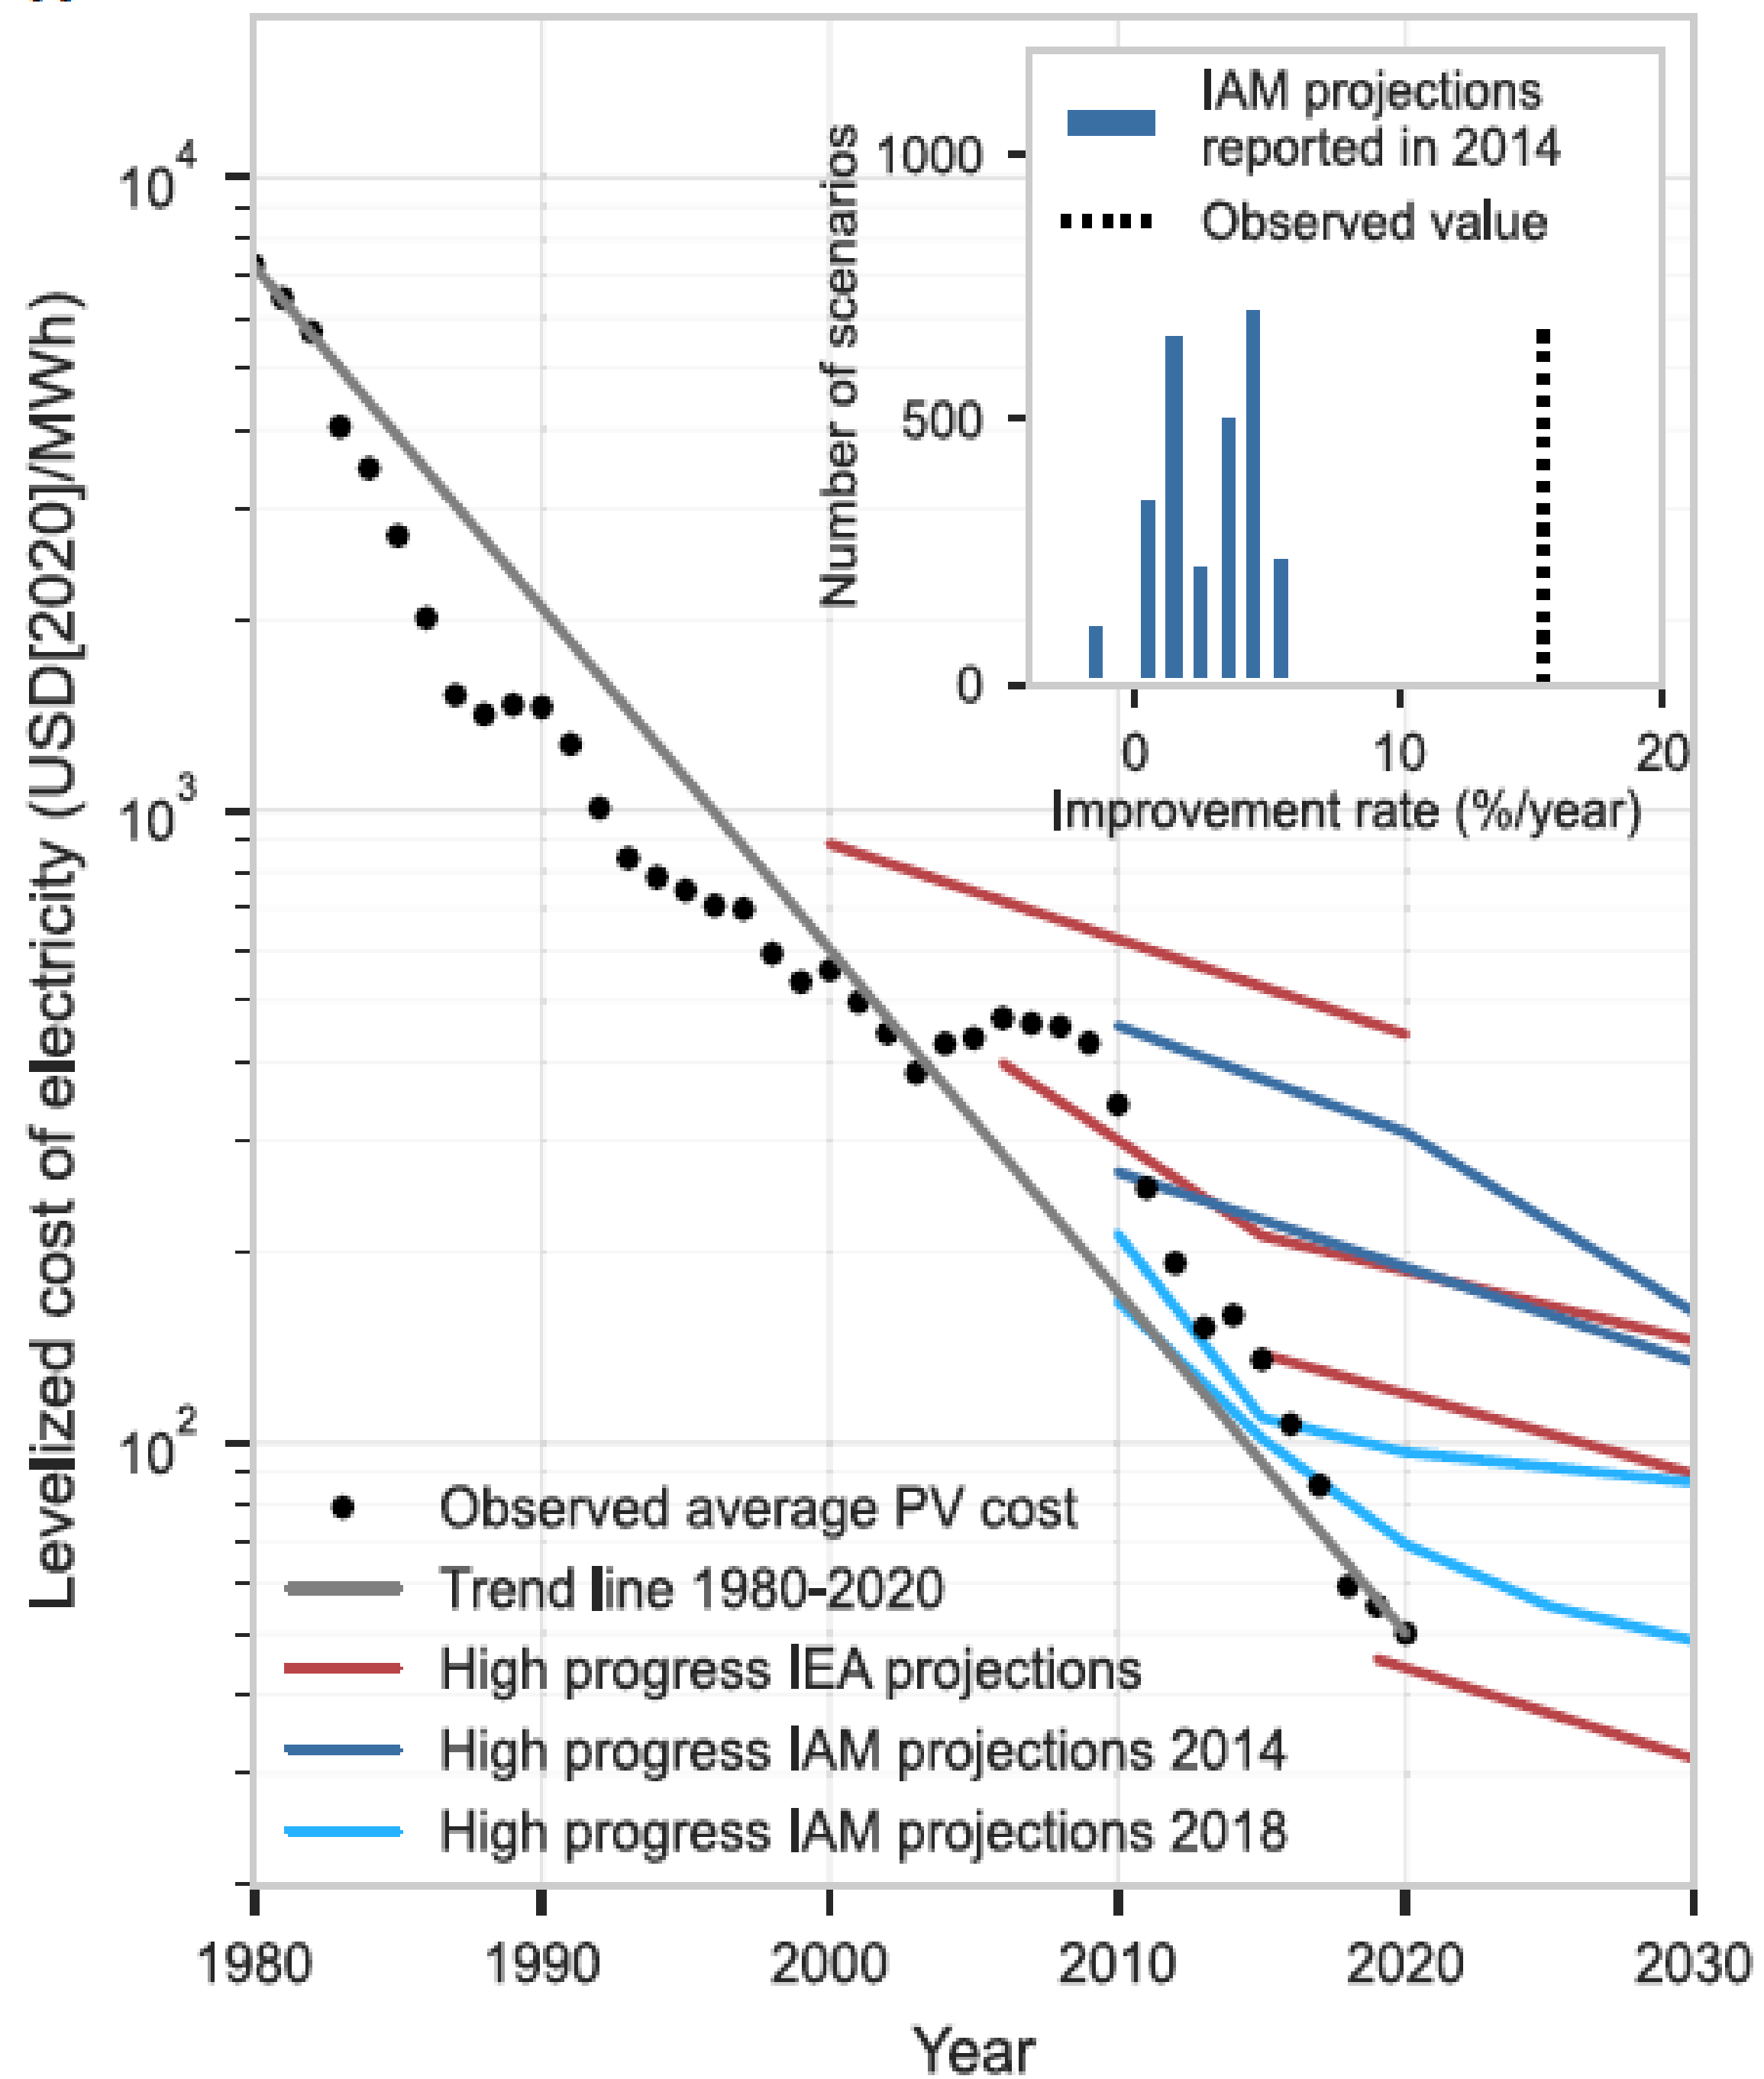 Levelized cost of electricity (USD[2020]/MWh)
10^4
10^3
10^2
Number of scenarios
1000
500
0
IAM projections
reported in 2014
Observed value
0 10 20
Improvement rate (%/year)
Observed average PV cost
Trend line 1980-2020
High progress IEA projections
High progress IAM projections 2014
High progress IAM projections 2018
1980 1990 2000 2010 2020 2030
Year